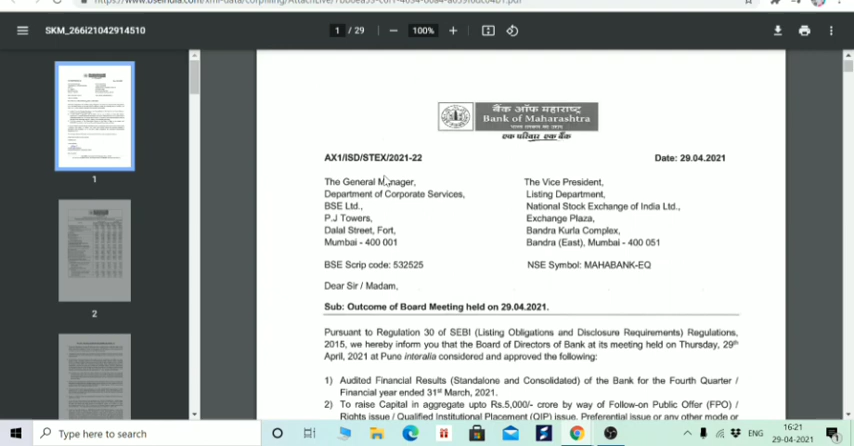 SKM_266i21042914510
1 / 29
100%
बैंक ऑफ महाराष्ट्र
Bank of Maharashtra
एक परिवार एक बैंक
AX1/ISD/STEX/2021-22
Date: 29.04.2021
The General Manager,
Department of Corporate Services,
BSE Ltd.,
P.J Towers,
Dalal Street, Fort,
Mumbai - 400 001
The Vice President,
Listing Department,
National Stock Exchange of India Ltd.,
Exchange Plaza,
Bandra Kurla Complex,
Bandra (East), Mumbai - 400 051
BSE Scrip code: 532525
NSE Symbol: MAHABANK-EQ
Dear Sir / Madam,
Sub: Outcome of Board Meeting held on 29.04.2021.
Pursuant to Regulation 30 of SEBI (Listing Obligations and Disclosure Requirements) Regulations,
2015, we hereby inform you that the Board of Directors of Bank at its meeting held on Thursday, 29th
April, 2021 at Pune interalia considered and approved the following:
1) Audited Financial Results (Standalone and Consolidated) of the Bank for the Fourth Quarter /
Financial year ended 31st March, 2021.
2) To raise Capital in aggregate upto Rs.5,000/- crore by way of Follow-on Public Offer (FPO) /
Rights issue / Qualified Institutional Placement (QIP) issue, Preferential issue or any other mode or
1
2
Type here to search
ENG
16:21
29-04-2021